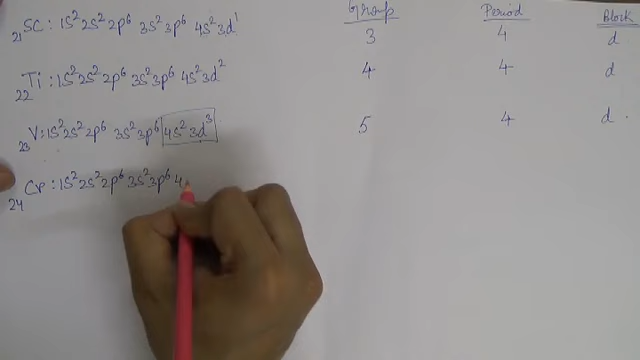 Group Period Block
₂₁SC : 1S² 2S² 2p⁶ 3S² 3p⁶ 4S² 3d¹ 3 4 d
₂₂Ti : 1S² 2S² 2p⁶ 3S² 3p⁶ 4S² 3d² 4 4 d
₂₃V : 1S² 2S² 2p⁶ 3S² 3p⁶ 4S² 3d³ 5 4 d
₂₄Cr : 1S² 2S² 2p⁶ 3S² 3p⁶ 4